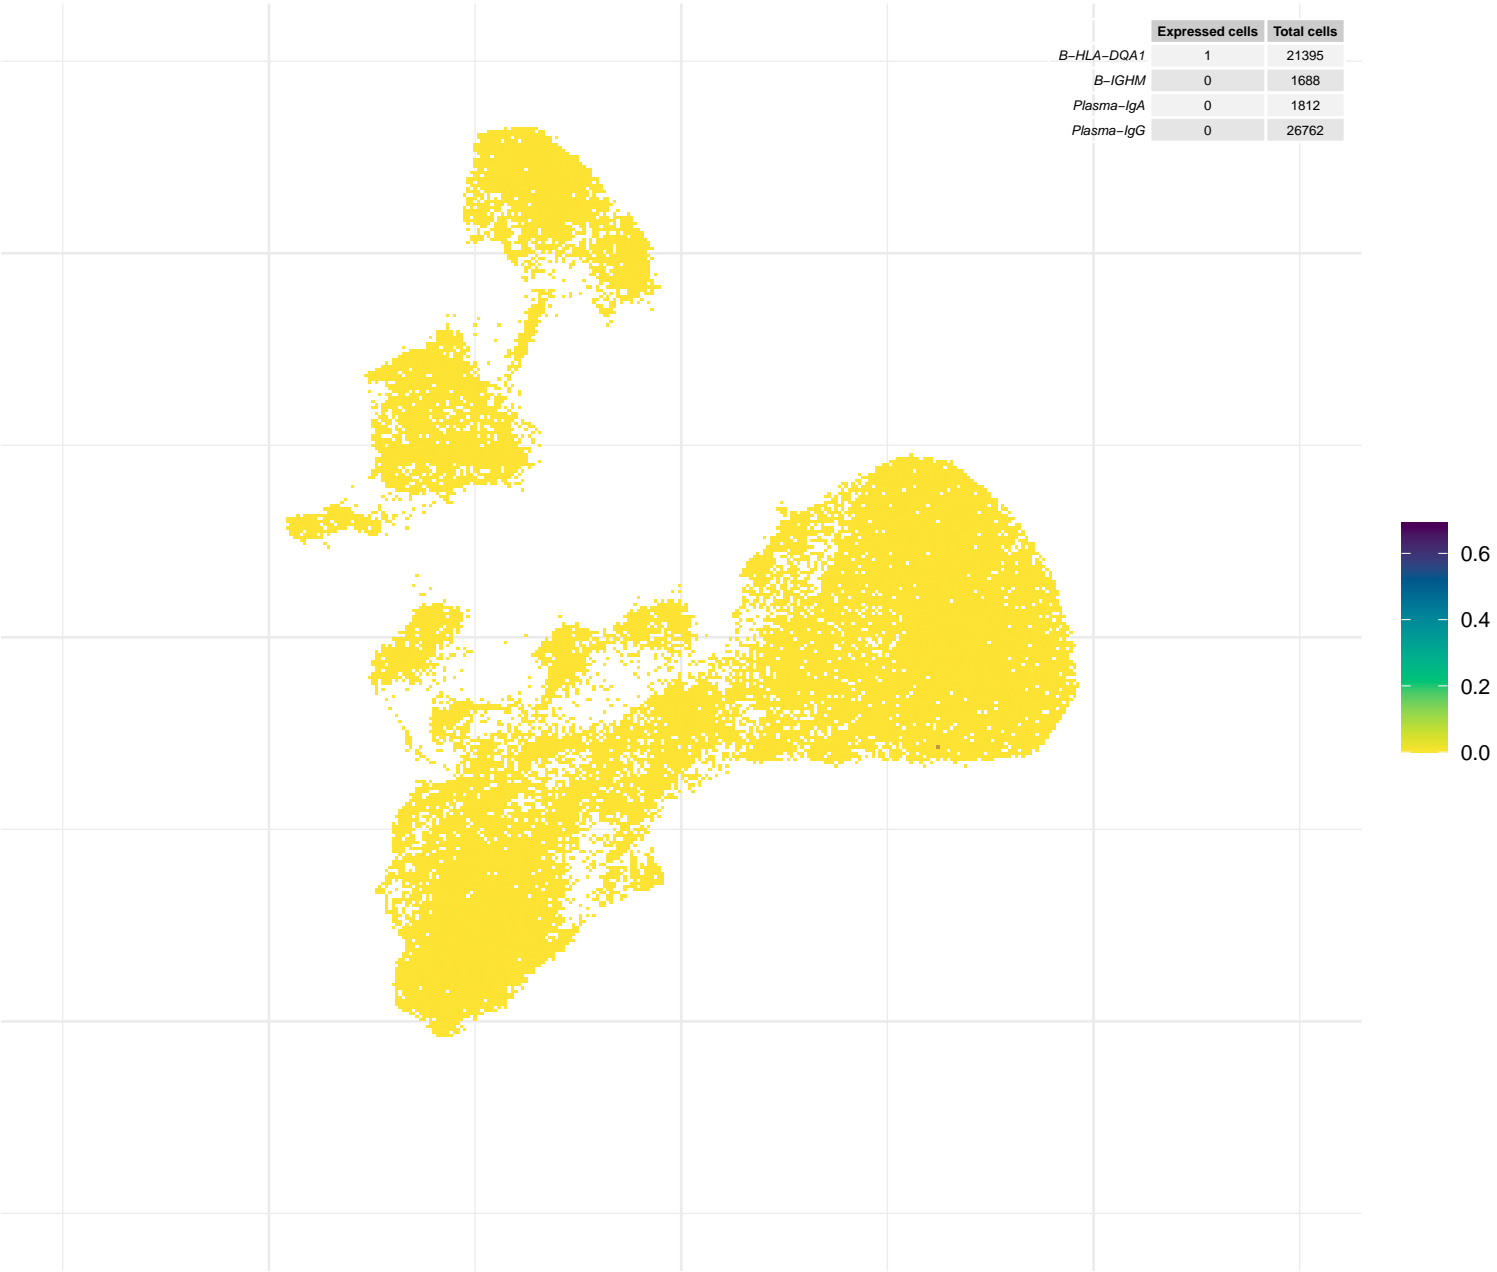 Expressed cells Total cells
B−HLA−DQA1 1 21395
B−IGHM 0 1688
Plasma−IgA 0 1812
Plasma−IgG 0 26762
0.6
0.4
0.2
0.0